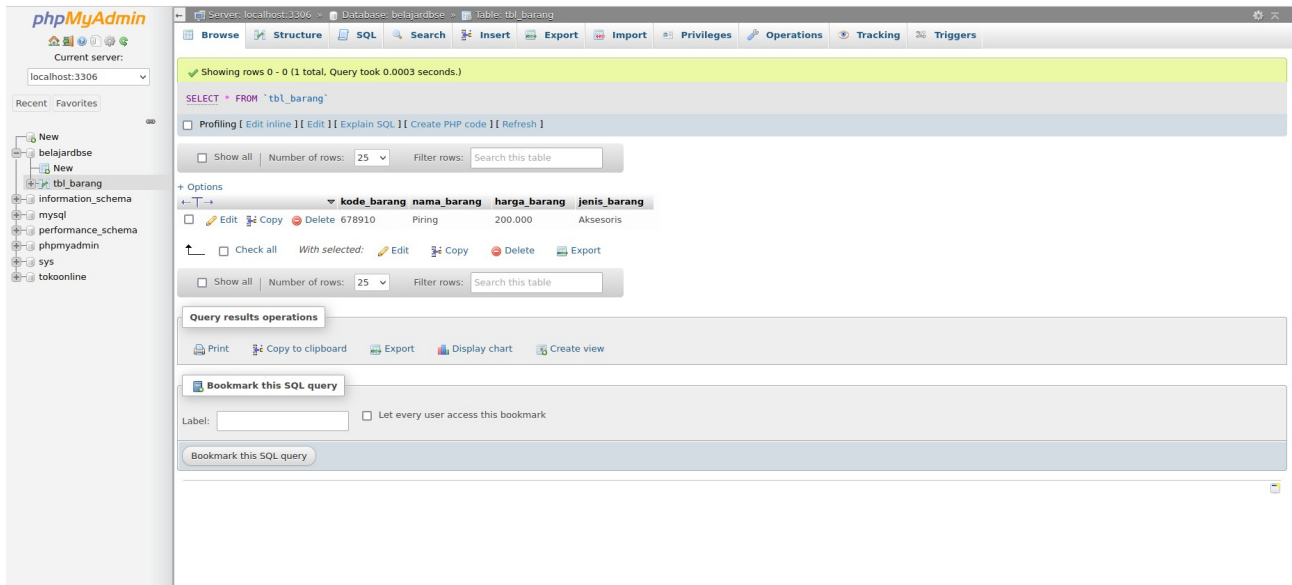 phpMyAdmin
Current server:
localhost:3306
Recent Favorites
New
belajardbse
New
tbl_barang
information_schema
mysql
performance_schema
phpmyadmin
sys
tokoonline
Server: localhost:3306 » Database: belajardbse » Table: tbl_barang
Browse Structure SQL Search Insert Export Import Privileges Operations Tracking Triggers
Showing rows 0 - 0 (1 total, Query took 0.0003 seconds.)
SELECT * FROM `tbl_barang`
Profiling [ Edit inline ] [ Edit ] [ Explain SQL ] [ Create PHP code ] [ Refresh ]
Show all | Number of rows: 25 Filter rows: Search this table
+ Options
←T→ kode_barang nama_barang harga_barang jenis_barang
Edit Copy Delete 678910 Piring 200.000 Aksesoris
Check all With selected: Edit Copy Delete Export
Show all | Number of rows: 25 Filter rows: Search this table
Query results operations
Print Copy to clipboard Export Display chart Create view
Bookmark this SQL query
Label: Let every user access this bookmark
Bookmark this SQL query